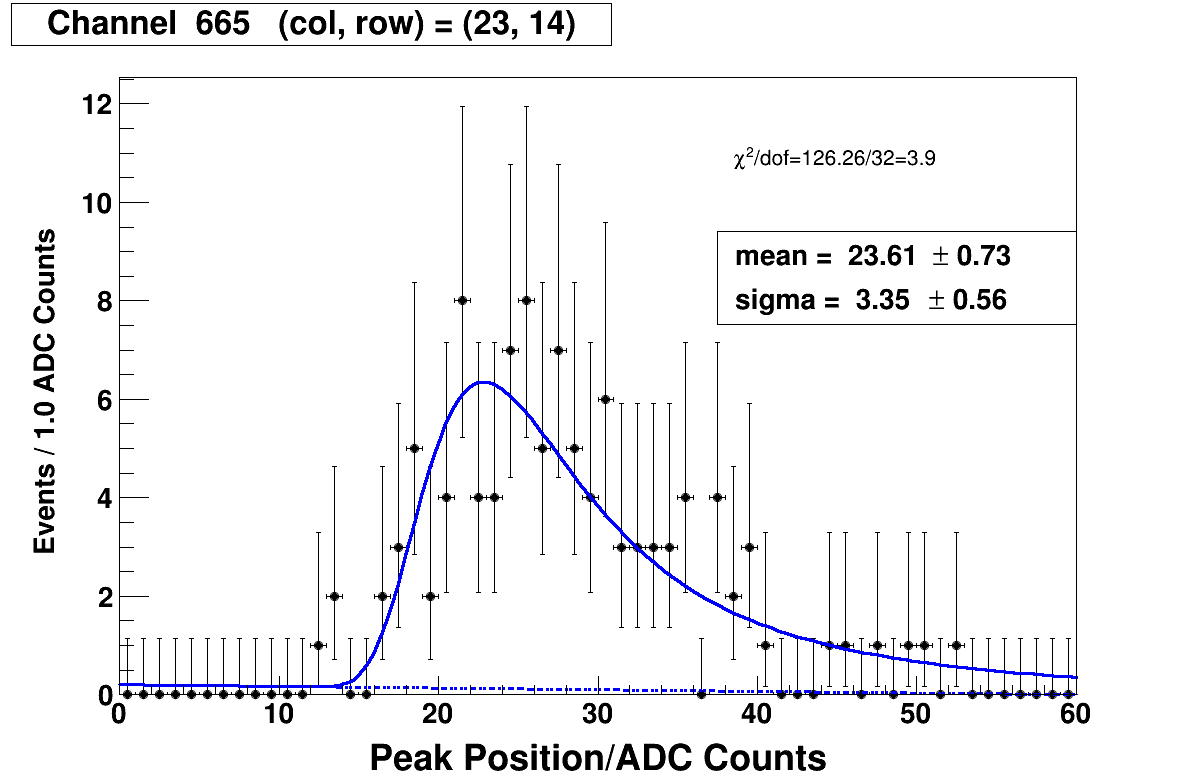 Channel 665 (col, row) = (23, 14)
12
χ²/dof=126.26/32=3.9
10
mean = 23.61 ± 0.73
sigma = 3.35 ± 0.56
8
6
4
2
0
Events / 1.0 ADC Counts
0 10 20 30 40 50 60
Peak Position/ADC Counts